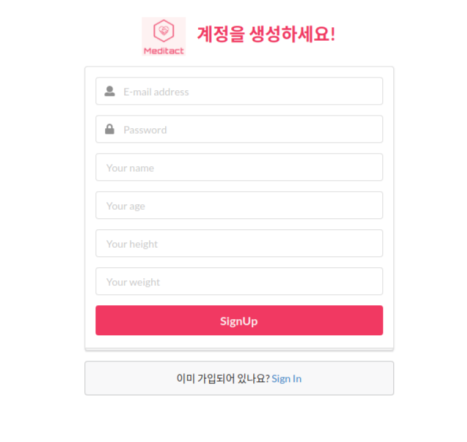 Meditact
계정을 생성하세요!
E-mail address
Password
Your name
Your age
Your height
Your weight
SignUp
이미 가입되어 있나요? Sign In